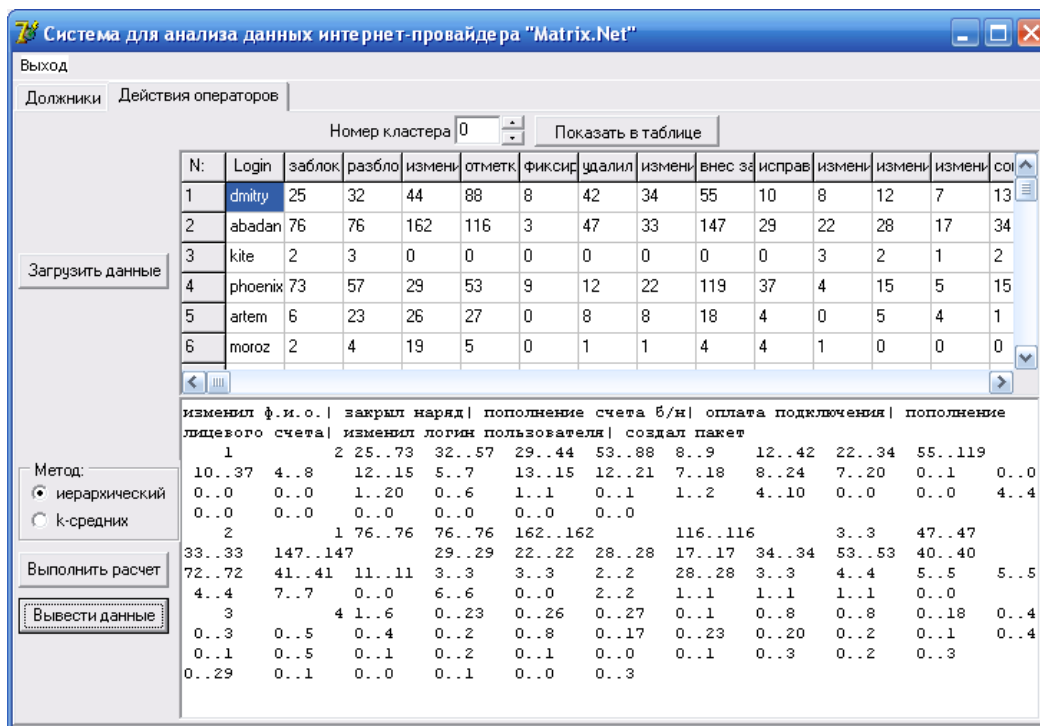 Система для анализа данных интернет-провайдера "Matrix.Net"
Выход
Должники Действия операторов
Номер кластера 0 Показать в таблице
N: Login заблок разбло измени отметк фиксир удалил измени внес за исправ измени измени измени сои
1 dmitry 25 32 44 88 8 42 34 55 10 8 12 7 13
2 abadan 76 76 162 116 3 47 33 147 29 22 28 17 34
3 kite 2 3 0 0 0 0 0 0 0 3 2 1 2
4 phoenix 73 57 29 53 9 12 22 119 37 4 15 5 15
5 artem 6 23 26 27 0 8 8 18 4 0 5 4 1
6 moroz 2 4 19 5 0 1 1 4 4 1 0 0 0
Загрузить данные
Метод:
иерархический
k-средних
Выполнить расчет
Вывести данные
изменил ф.и.о.| закрыл наряд| пополнение счета б/н| оплата подключения| пополнение
лицевого счета| изменил логин пользователя| создал пакет
1 2 25..73 32..57 29..44 53..88 8..9 12..42 22..34 55..119
10..37 4..8 12..15 5..7 13..15 12..21 7..18 8..24 7..20 0..1 0..0
0..0 0..0 1..20 0..6 1..1 0..1 1..2 4..10 0..0 0..0 4..4
0..0 0..0 0..0 0..0 0..0 0..0
2 1 76..76 76..76 162..162 116..116 3..3 47..47
33..33 147..147 29..29 22..22 28..28 17..17 34..34 53..53 40..40
72..72 41..41 11..11 3..3 3..3 2..2 28..28 3..3 4..4 5..5 5..5
4..4 7..7 0..0 6..6 0..0 2..2 1..1 1..1 1..1 0..0
3 4 1..6 0..23 0..26 0..27 0..1 0..8 0..8 0..18 0..4
0..3 0..5 0..4 0..2 0..8 0..17 0..23 0..20 0..2 0..1 0..4
0..1 0..5 0..1 0..2 0..1 0..0 0..1 0..3 0..2 0..3
0..29 0..1 0..0 0..1 0..0 0..3